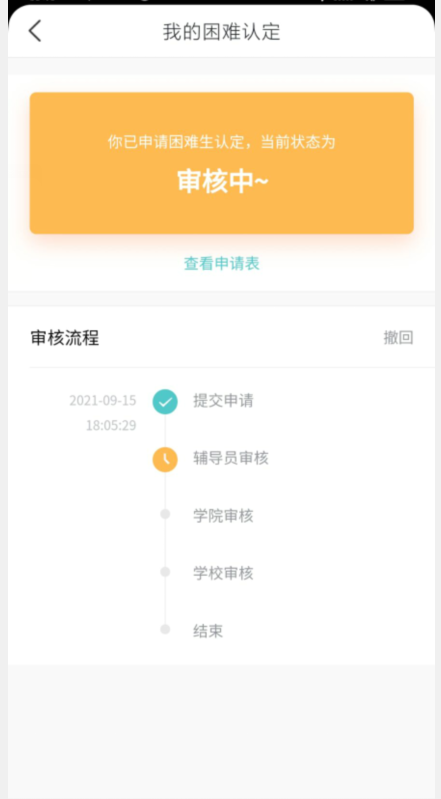 我的困难认定
你已申请困难生认定，当前状态为
审核中~
查看申请表
审核流程
撤回
2021-09-15
18:05:29
提交申请
辅导员审核
学院审核
学校审核
结束